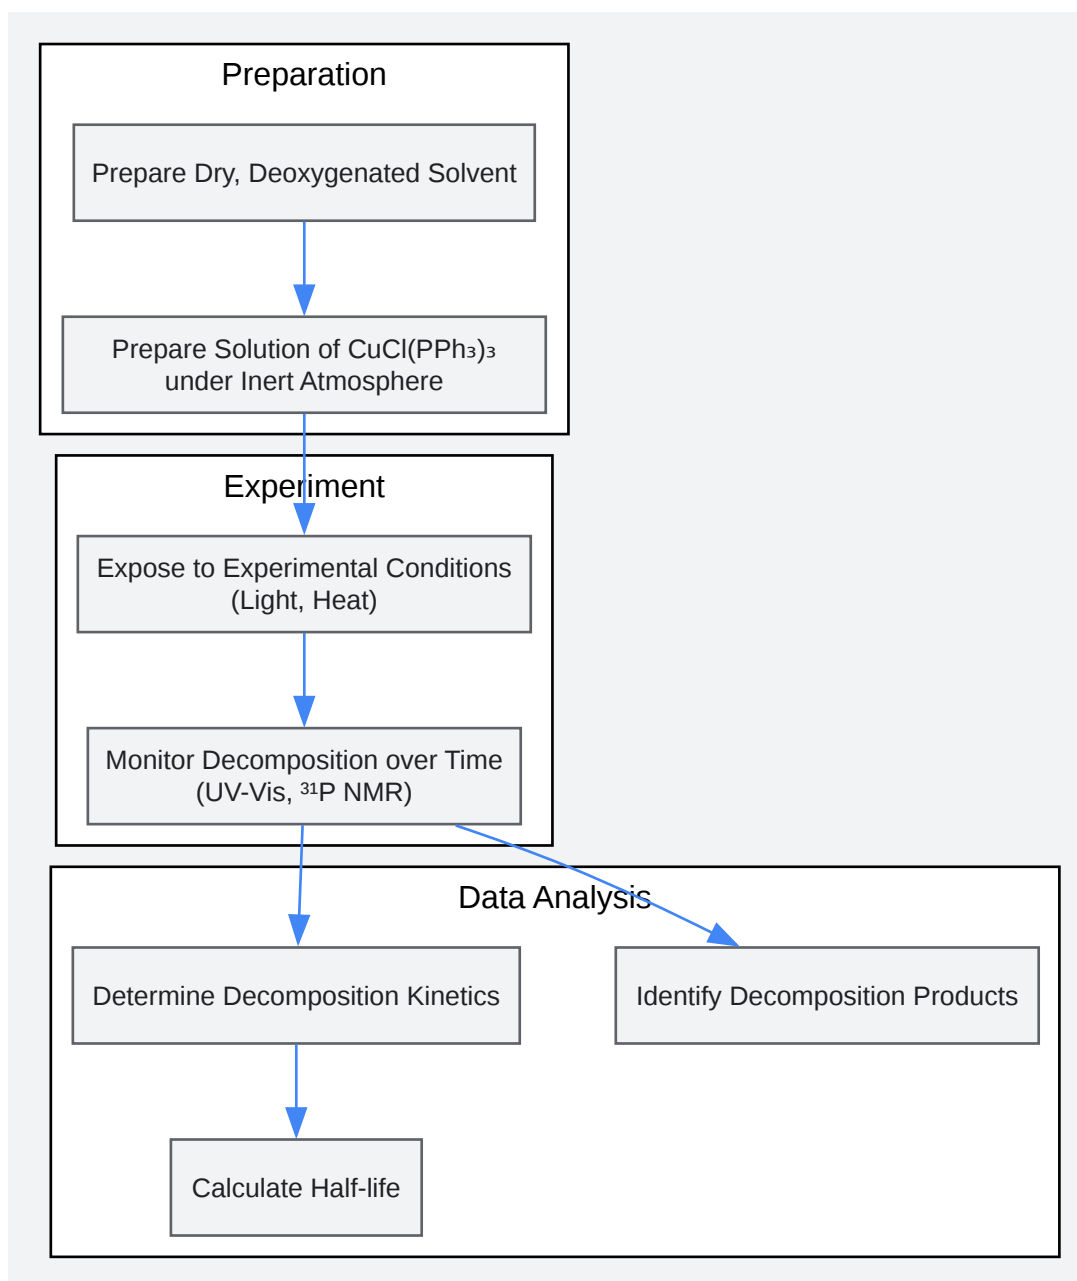 Preparation
Prepare Dry, Deoxygenated Solvent
Prepare Solution of CuCl(PPh₃)₃
under Inert Atmosphere
Experiment
Expose to Experimental Conditions
(Light, Heat)
Monitor Decomposition over Time
(UV-Vis, ³¹P NMR)
Data Analysis
Determine Decomposition Kinetics
Identify Decomposition Products
Calculate Half-life